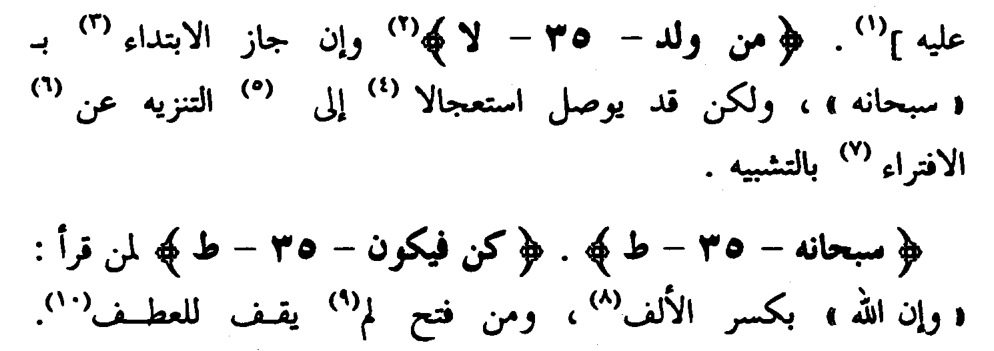 عليه ](١) . ﴿ من ولد – ٣٥ – لا ﴾(٢) وإن جاز الابتداء (٣) بـ
« سبحانه » ، ولكن قد يوصل استعجالا (٤) إلى (٥) التنزيه عن (٦)
الافتراء (٧) بالتشبيه .
﴿ سبحانه – ٣٥ – ط ﴾ . ﴿ كن فيكون – ٣٥ – ط ﴾ لمن قرأ :
« وإن الله » بكسر الألف(٨) ، ومن فتح لم(٩) يقـف للعطـف(١٠).